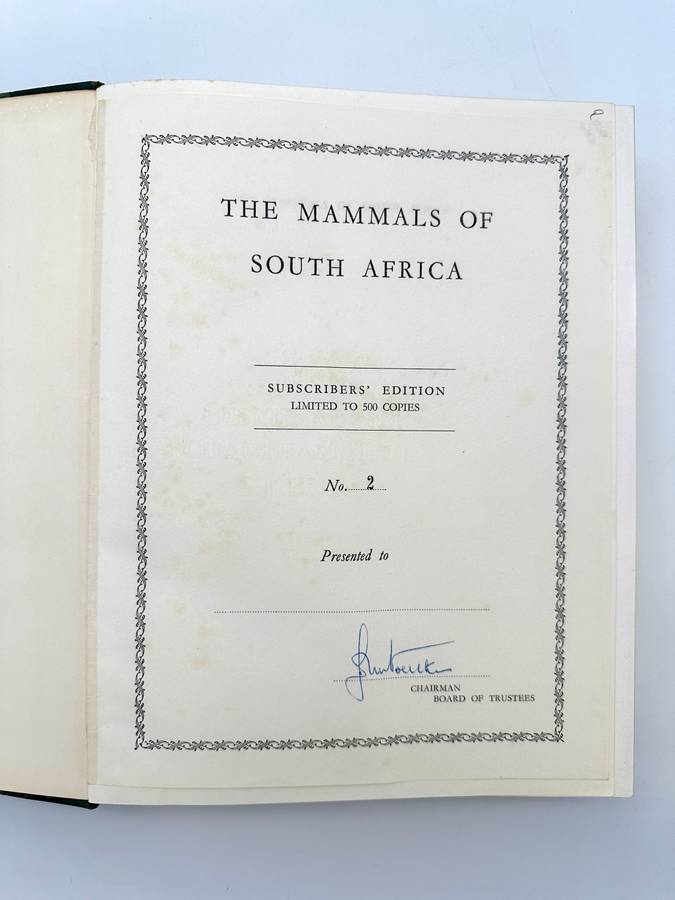 THE MAMMALS OF
SOUTH AFRICA
SUBSCRIBERS' EDITION
LIMITED TO 500 COPIES
No. 2
Presented to
CHAIRMAN
BOARD OF TRUSTEES